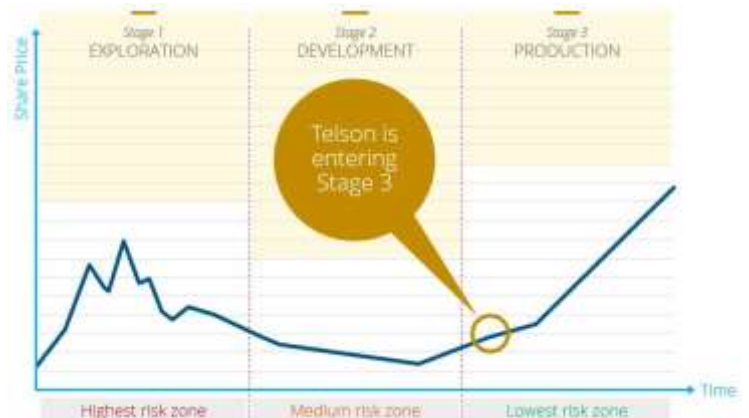 Stage 1
EXPLORATION
Stage 2
DEVELOPMENT
Stage 3
PRODUCTION
Share Price
Telson is
entering
Stage 3
Time
Highest risk zone
Medium risk zone
Lowest risk zone